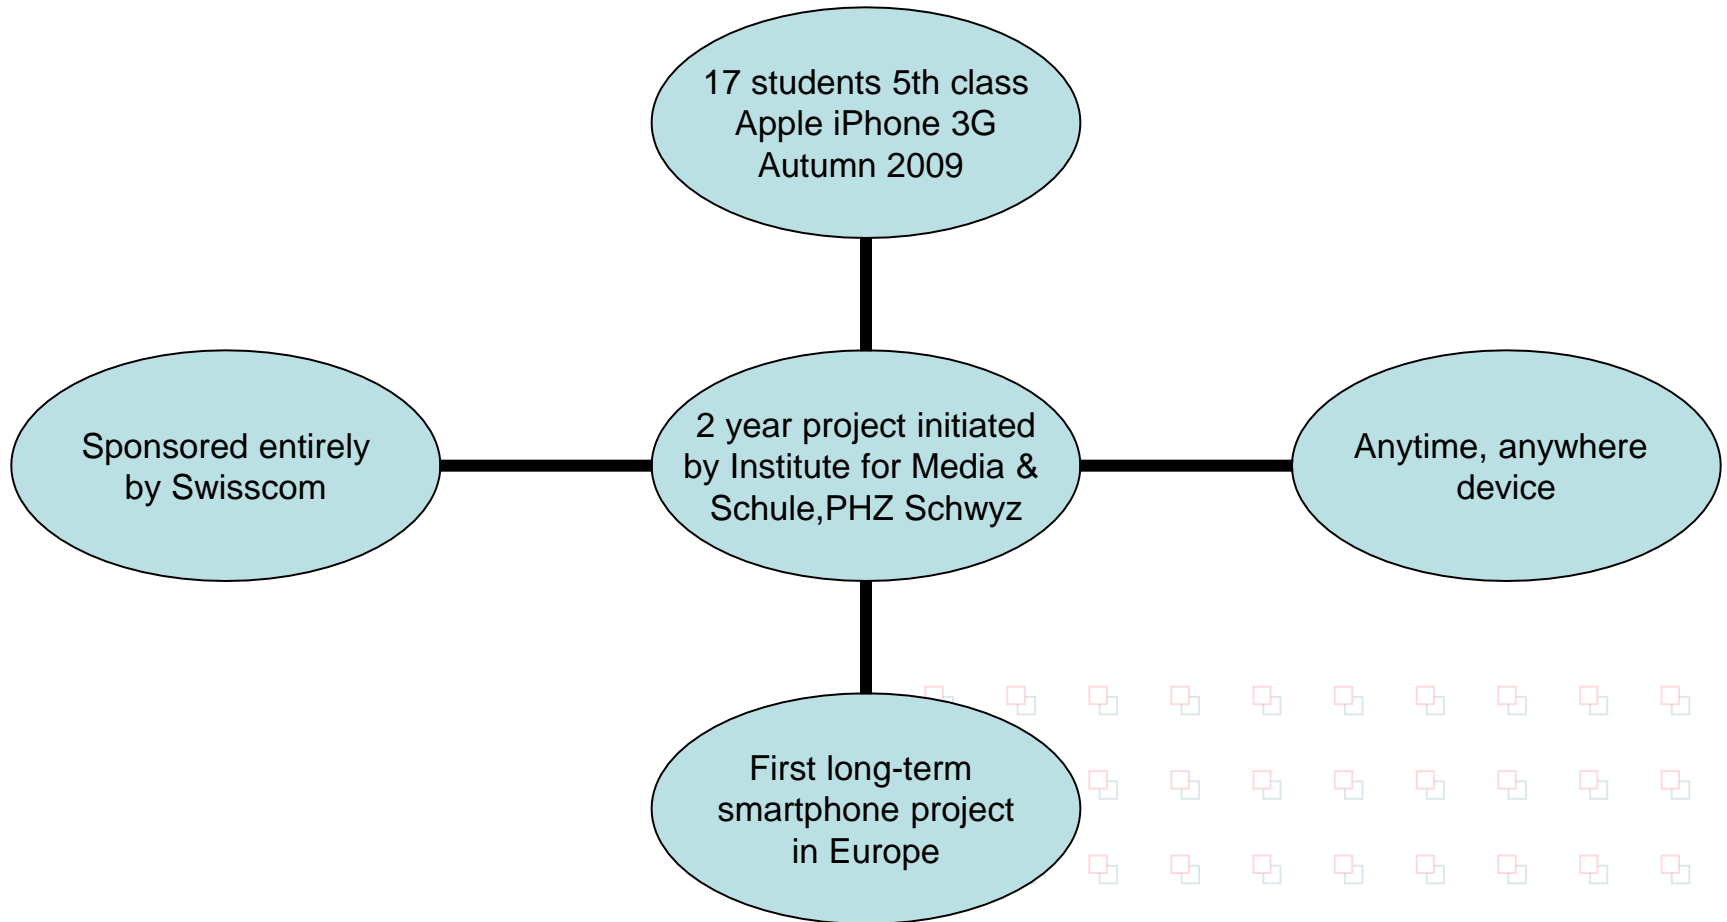 17 students 5th class
Apple iPhone 3G
Autumn 2009
Sponsored entirely
by Swisscom
2 year project initiated
by Institute for Media &
Schule,PHZ Schwyz
Anytime, anywhere
device
First long-term
smartphone project
in Europe